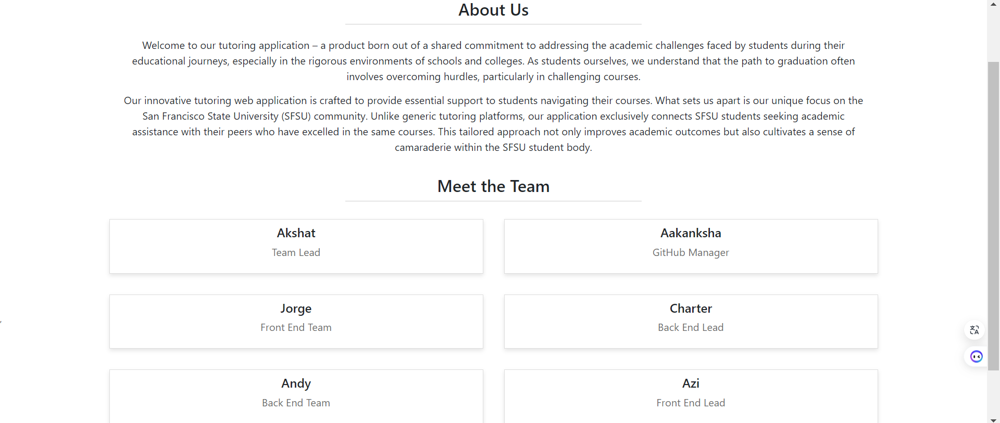 About Us
Welcome to our tutoring application – a product born out of a shared commitment to addressing the academic challenges faced by students during their
educational journeys, especially in the rigorous environments of schools and colleges. As students ourselves, we understand that the path to graduation often
involves overcoming hurdles, particularly in challenging courses.
Our innovative tutoring web application is crafted to provide essential support to students navigating their courses. What sets us apart is our unique focus on the
San Francisco State University (SFSU) community. Unlike generic tutoring platforms, our application exclusively connects SFSU students seeking academic
assistance with their peers who have excelled in the same courses. This tailored approach not only improves academic outcomes but also cultivates a sense of
camaraderie within the SFSU student body.
Meet the Team
Akshat
Team Lead
Aakanksha
GitHub Manager
Jorge
Front End Team
Charter
Back End Lead
Andy
Back End Team
Azi
Front End Lead